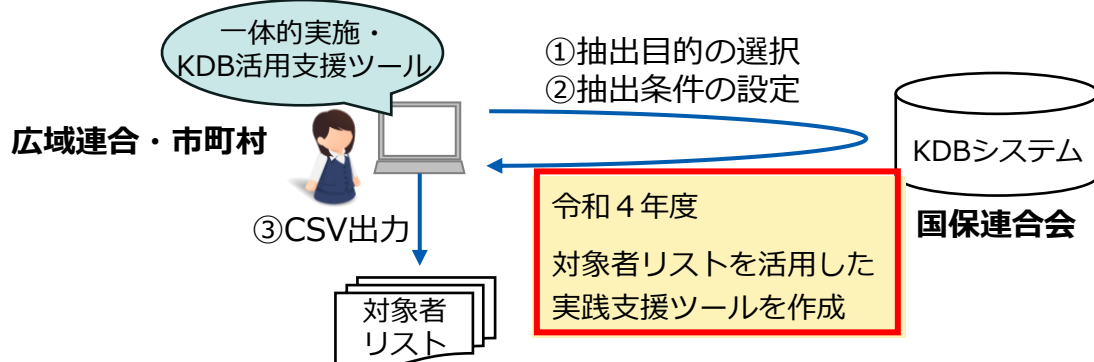 一体的実施・
KDB活用支援ツール
①抽出目的の選択
②抽出条件の設定
広域連合・市町村
KDBシステム
国保連合会
③CSV出力
令和４年度
対象者リストを活用した
実践支援ツールを作成
対象者
リスト